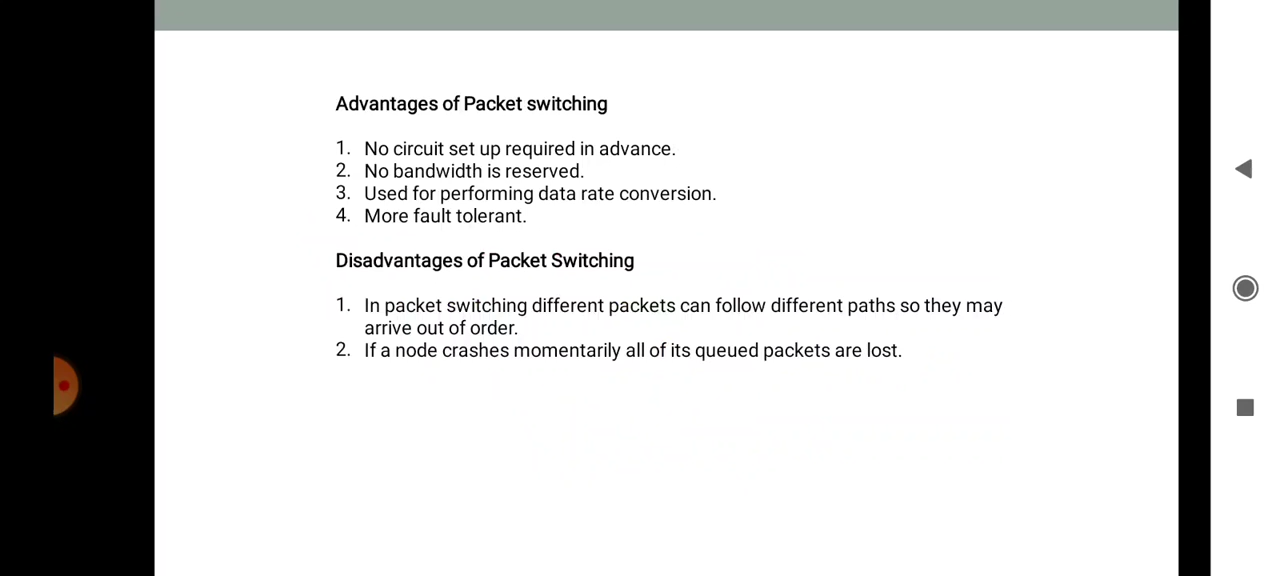 Advantages of Packet switching
1. No circuit set up required in advance.
2. No bandwidth is reserved.
3. Used for performing data rate conversion.
4. More fault tolerant.
Disadvantages of Packet Switching
1. In packet switching different packets can follow different paths so they may
arrive out of order.
2. If a node crashes momentarily all of its queued packets are lost.